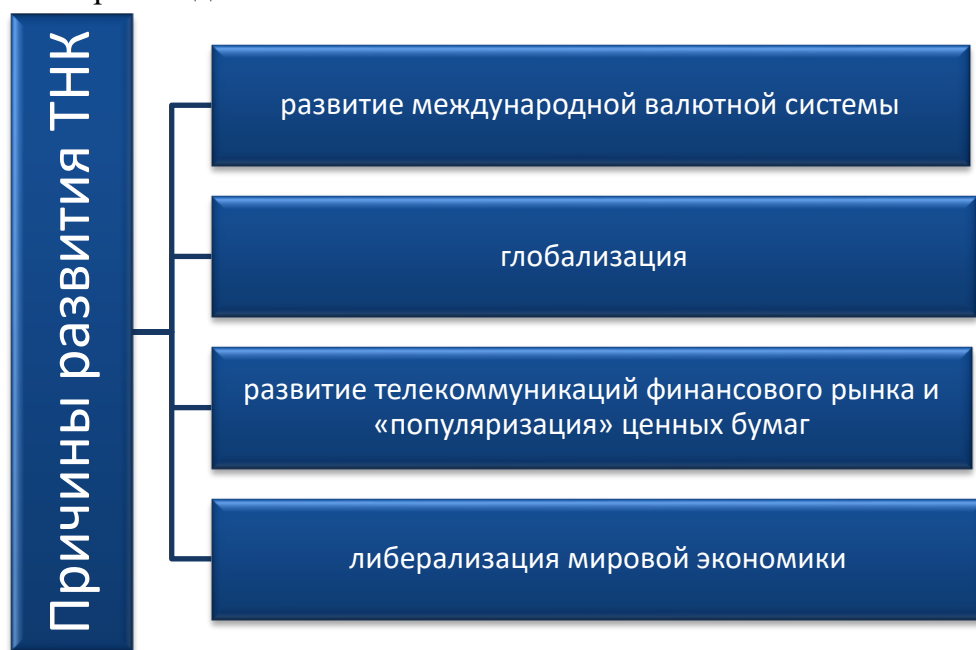 Причины развития ТНК
развитие международной валютной системы
глобализация
развитие телекоммуникаций финансового рынка и
«популяризация» ценных бумаг
либерализация мировой экономики